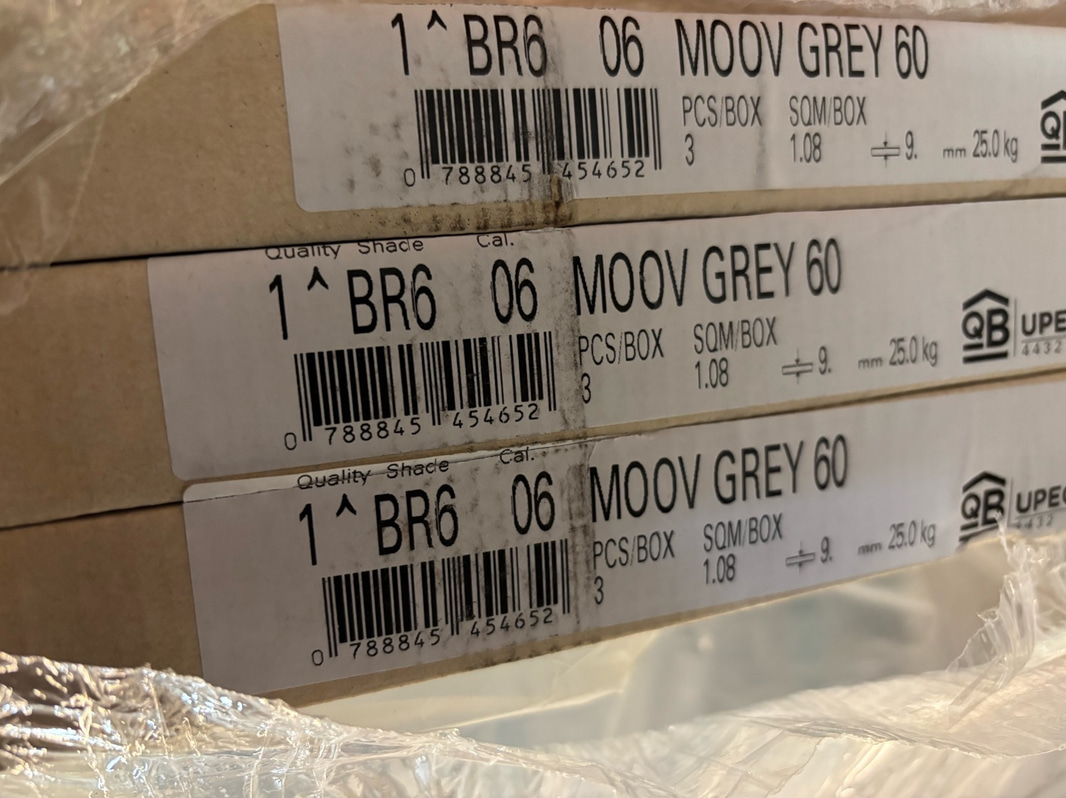 1^ BR6 06 MOOV GREY 60
PCS/BOX SQM/BOX
3 1.08 9. mm 25.0 kg
0 788845 454652
Quality Shade Cal.
1^ BR6 06 MOOV GREY 60
PCS/BOX SQM/BOX
3 1.08 9. mm 25.0 kg
QB UPE
4432
0 788845 454652
Quality Shade Cal.
1^ BR6 06 MOOV GREY 60
PCS/BOX SQM/BOX
3 1.08 9. mm 25.0 kg
QB UPEC
4432
0 788845 454652